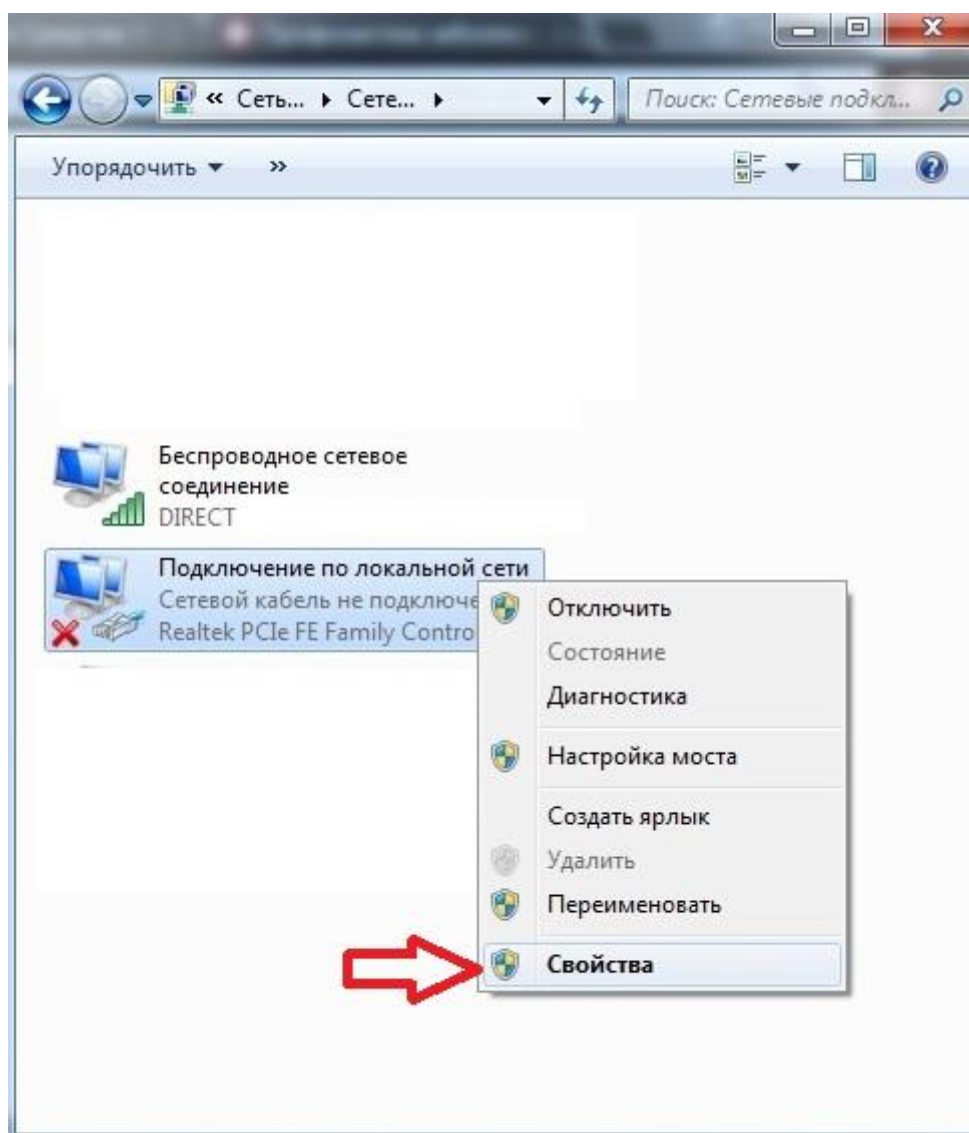 « Сеть... ▸ Сете... ▸
Поиск: Сетевые подкл...
Упорядочить
»
Беспроводное сетевое
соединение
DIRECT
Подключение по локальной сети
Сетевой кабель не подключе
Realtek PCIe FE Family Contro
Отключить
Состояние
Диагностика
Настройка моста
Создать ярлык
Удалить
Переименовать
Свойства